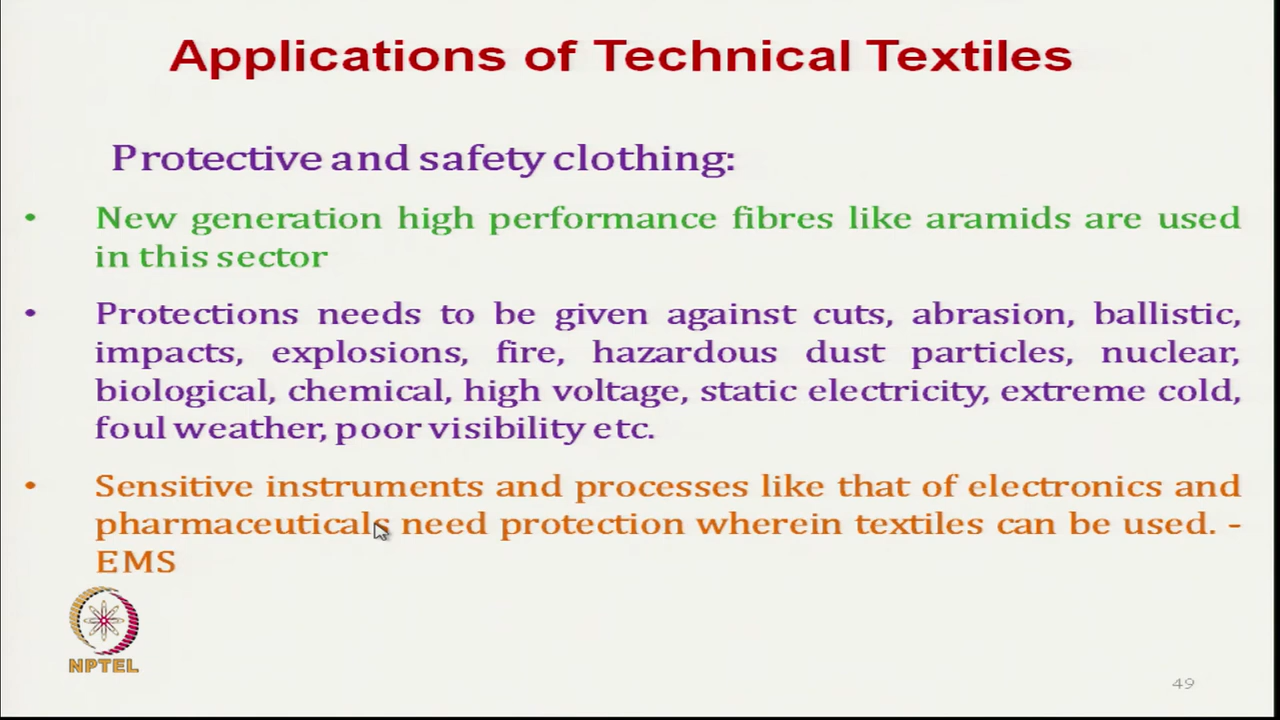 Applications of Technical Textiles
Protective and safety clothing:
• New generation high performance fibres like aramids are used
in this sector
• Protections needs to be given against cuts, abrasion, ballistic,
impacts, explosions, fire, hazardous dust particles, nuclear,
biological, chemical, high voltage, static electricity, extreme cold,
foul weather, poor visibility etc.
• Sensitive instruments and processes like that of electronics and
pharmaceuticals need protection wherein textiles can be used. -
EMS
NPTEL
49